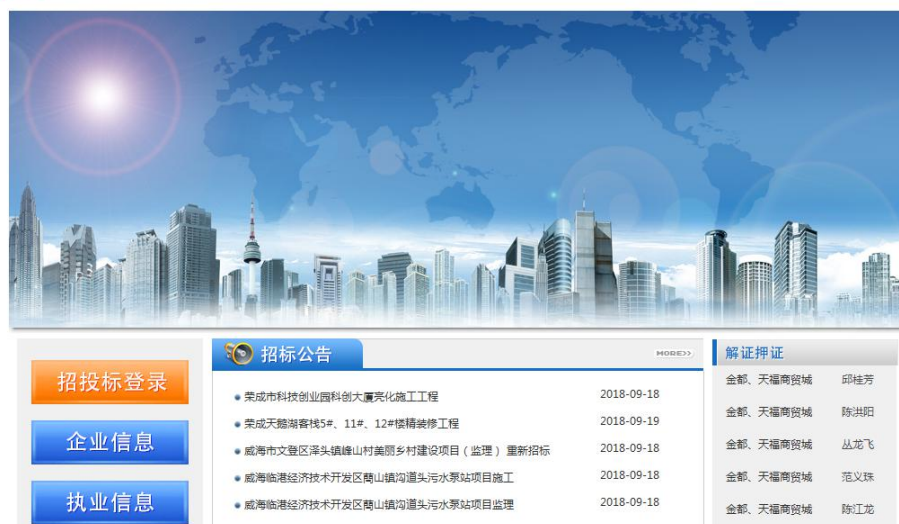 招投标登录
企业信息
执业信息
招标公告
MORE>>
荣成市科技创业园科创大厦亮化施工工程 2018-09-18
荣成天鹅湖客栈5#、11#、12#楼精装修工程 2018-09-19
威海市文登区泽头镇峰山村美丽乡村建设项目（监理） 重新招标 2018-09-18
威海临港经济技术开发区蔄山镇沟道头污水泵站项目施工 2018-09-18
威海临港经济技术开发区蔄山镇沟道头污水泵站项目监理 2018-09-18
解证押证
金都、天福商贸城 邱桂芳
金都、天福商贸城 陈洪阳
金都、天福商贸城 丛龙飞
金都、天福商贸城 范义珠
金都、天福商贸城 陈江龙